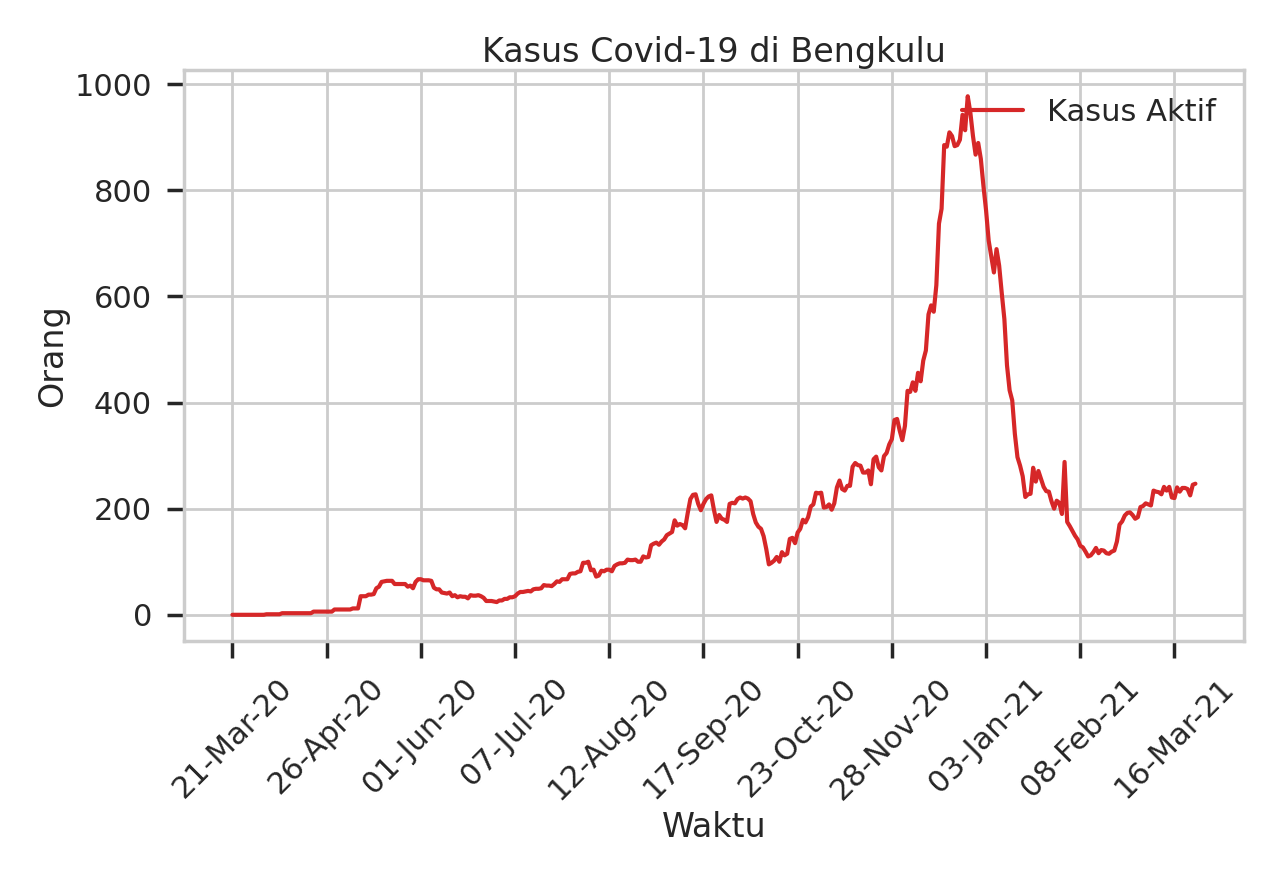 Kasus Covid-19 di Bengkulu
Kasus Aktif
Orang
1000
800
600
400
200
0
21-Mar-20
26-Apr-20
01-Jun-20
07-Jul-20
12-Aug-20
17-Sep-20
23-Oct-20
28-Nov-20
03-Jan-21
08-Feb-21
16-Mar-21
Waktu